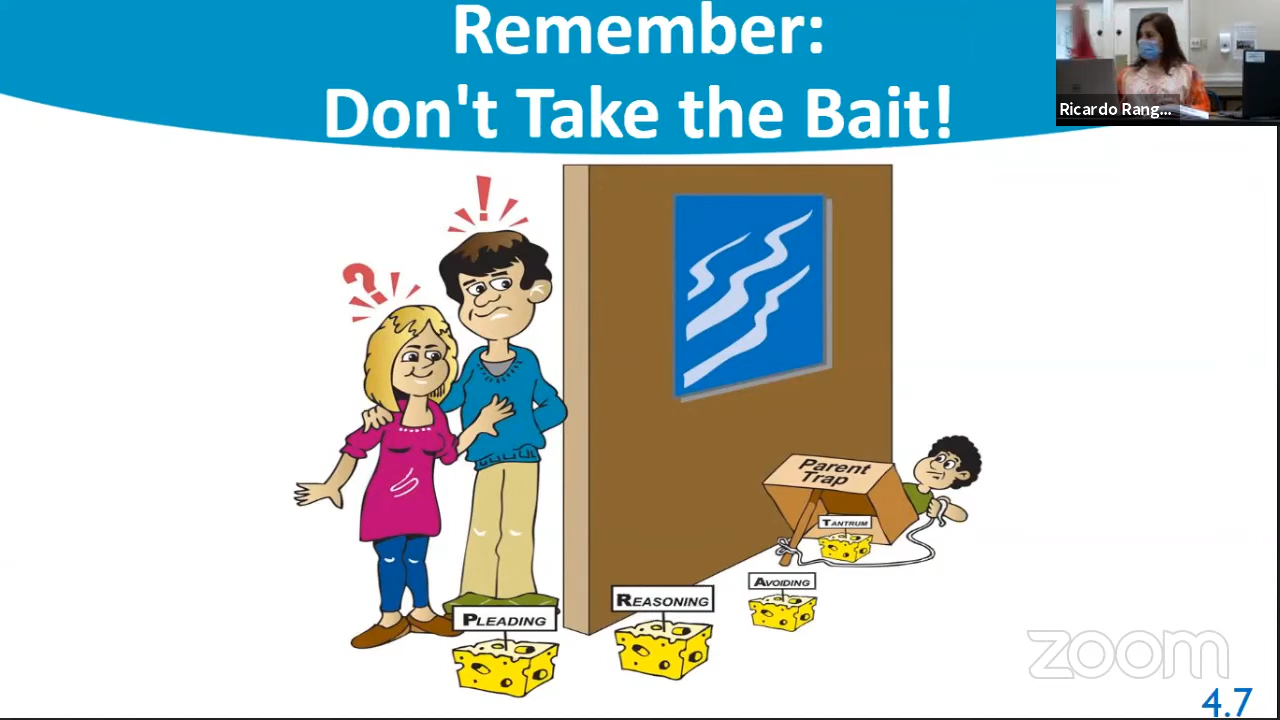 Remember:
Don't Take the Bait!
Ricardo Rang...
?
!
Parent
Trap
TANTRUM
AVOIDING
REASONING
PLEADING
zoom
4.7